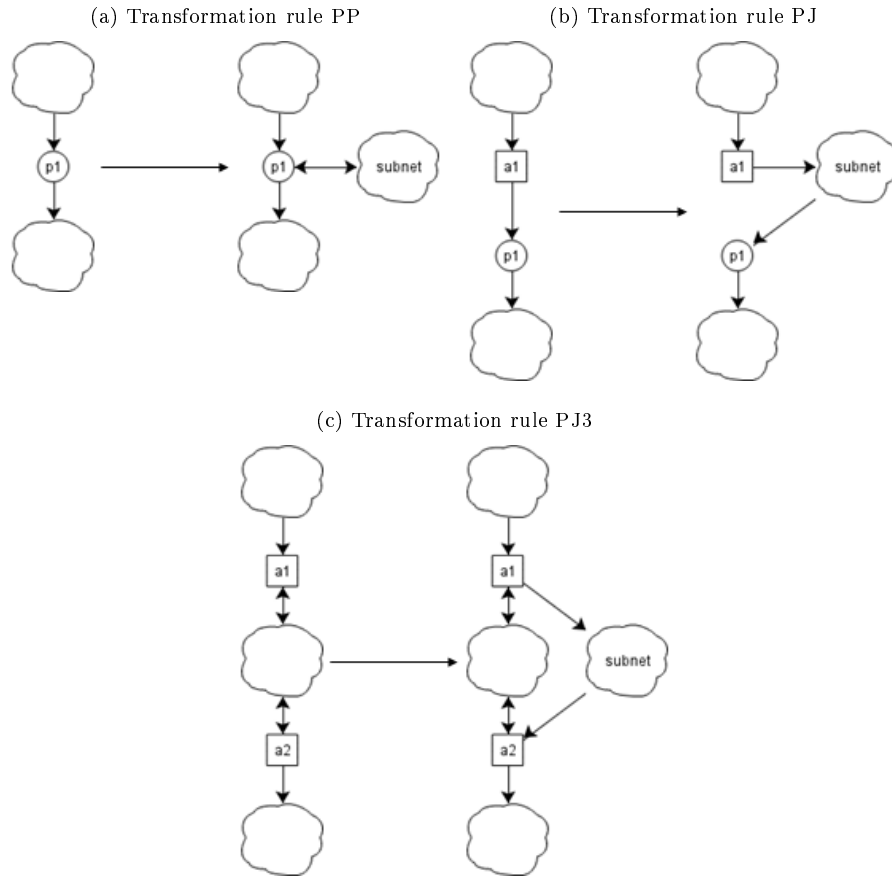 (a) Transformation rule PP
(b) Transformation rule PJ
p1
p1
subnet
a1
a1
subnet
p1
p1
(c) Transformation rule PJ3
a1
a1
subnet
a2
a2